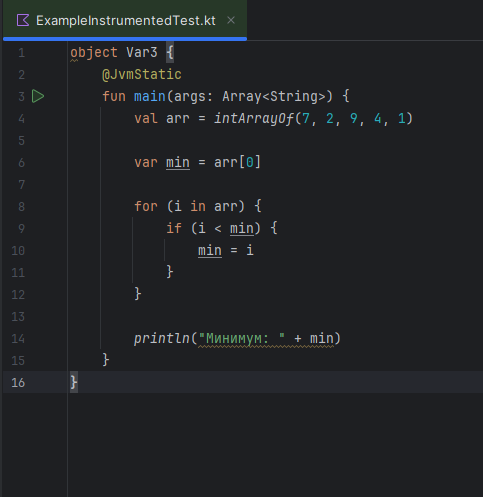 ExampleInstrumentedTest.kt
1 object Var3 {
2     @JvmStatic
3     fun main(args: Array<String>) {
4         val arr = intArrayOf(7, 2, 9, 4, 1)
5
6         var min = arr[0]
7
8         for (i in arr) {
9             if (i < min) {
10                 min = i
11             }
12         }
13
14         println("Минимум: " + min)
15     }
16 }